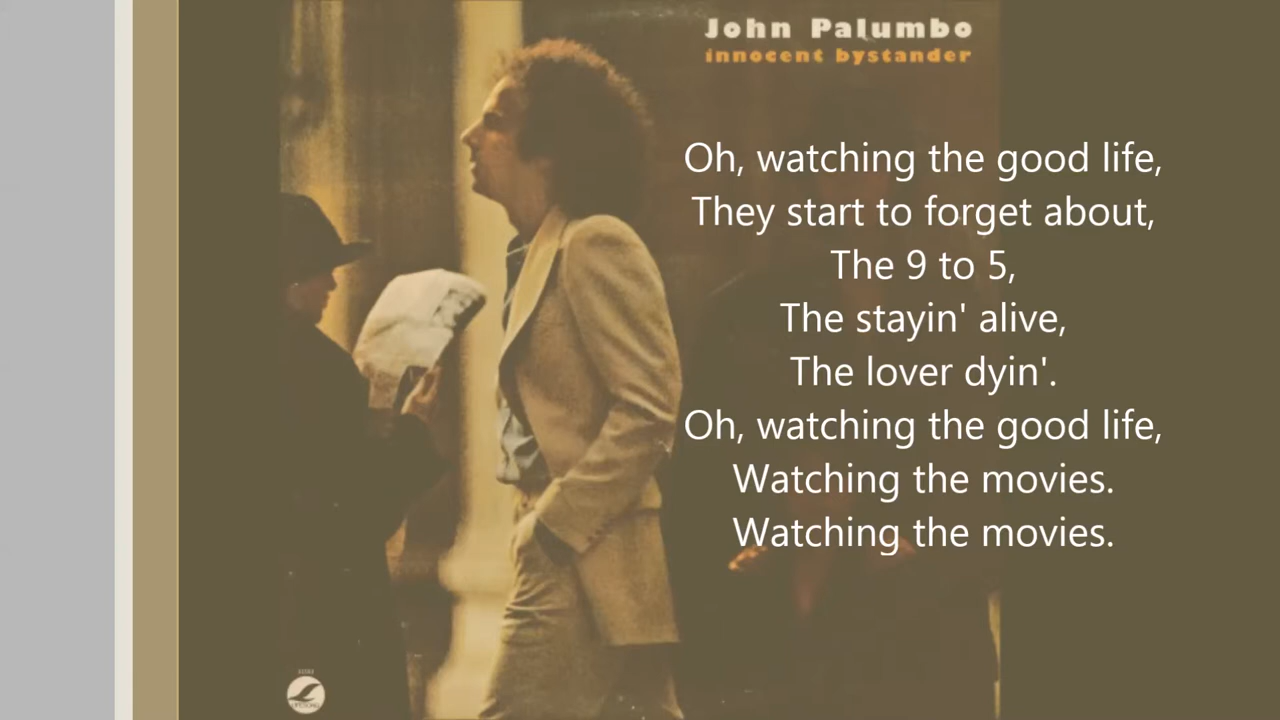 John Palumbo
innocent bystander
Oh, watching the good life,
They start to forget about,
The 9 to 5,
The stayin' alive,
The lover dyin'.
Oh, watching the good life,
Watching the movies.
Watching the movies.